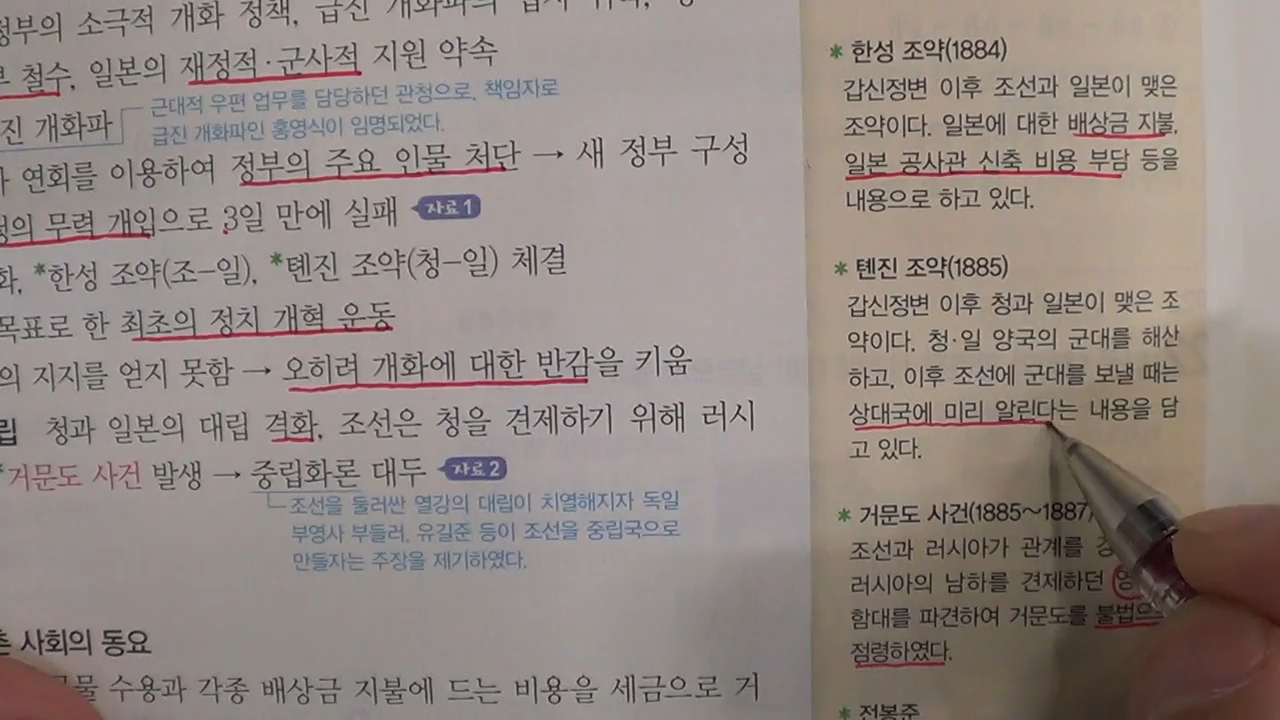 정부의 소극적 개화 정책, 급진 개화파의
철수, 일본의 재정적·군사적 지원 약속
진 개화파
근대적 우편 업무를 담당하던 관청으로, 책임자로
급진 개화파인 홍영식이 임명되었다.
연회를 이용하여 정부의 주요 인물 처단 → 새 정부 구성
무력 개입으로 3일 만에 실패 자료 1
화, *한성 조약(조-일), *톈진 조약(청-일) 체결
목표로 한 최초의 정치 개혁 운동
의 지지를 얻지 못함 → 오히려 개화에 대한 반감을 키움
립 청과 일본의 대립 격화, 조선은 청을 견제하기 위해 러시
*거문도 사건 발생 → 중립화론 대두 자료 2
조선을 둘러싼 열강의 대립이 치열해지자 독일
부영사 부들러, 유길준 등이 조선을 중립국으로
만들자는 주장을 제기하였다.
사회의 동요
수용과 각종 배상금 지불에 드는 비용을 세금으로 거
* 한성 조약(1884)
갑신정변 이후 조선과 일본이 맺은
조약이다. 일본에 대한 배상금 지불,
일본 공사관 신축 비용 부담 등을
내용으로 하고 있다.
* 톈진 조약(1885)
갑신정변 이후 청과 일본이 맺은 조
약이다. 청·일 양국의 군대를 해산
하고, 이후 조선에 군대를 보낼 때는
상대국에 미리 알린다는 내용을 담
고 있다.
* 거문도 사건(1885~1887)
조선과 러시아가 관계를
러시아의 남하를 견제하던
함대를 파견하여 거문도를 불법으
점령하였다.
* 전봉준